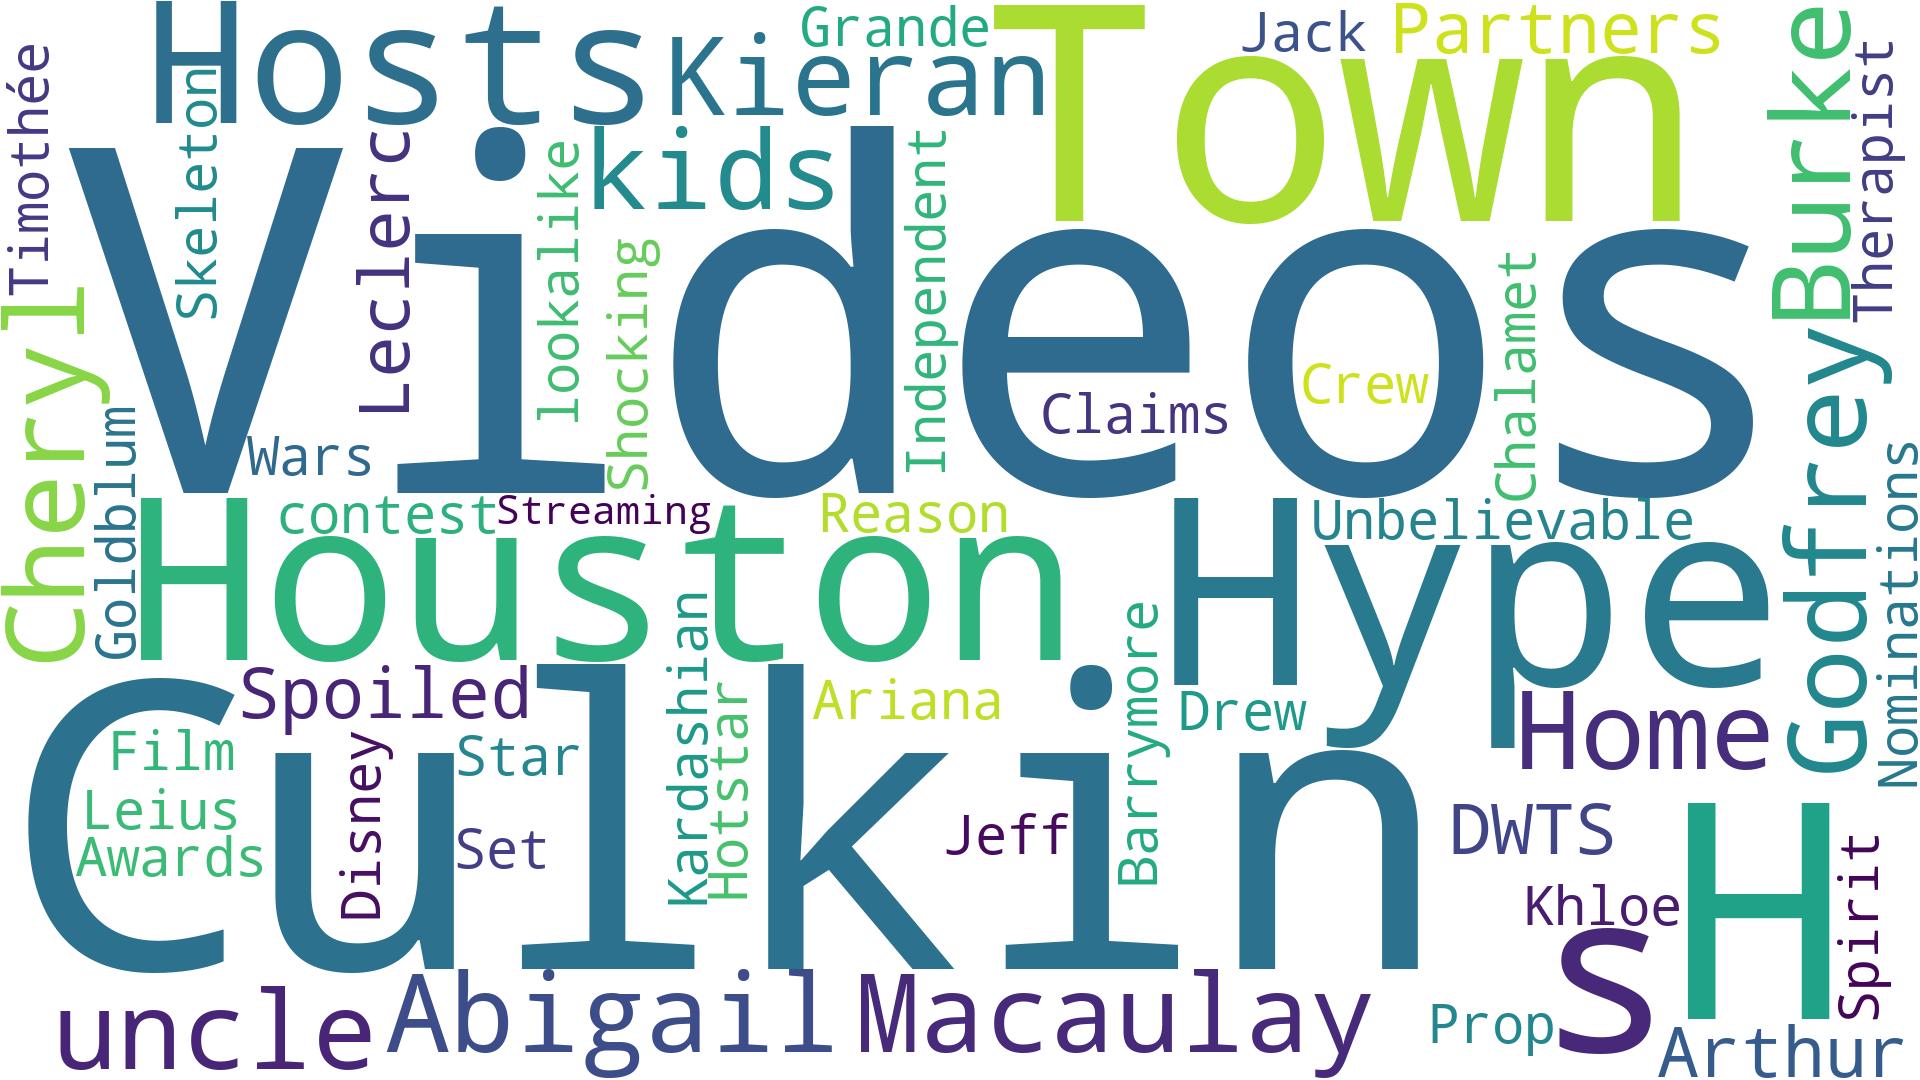 Hosts
Kieran
Grande
Town
Jack
Partners
Burke
Therapist
Timothée
Skeleton
Leclerc
lookalike
kids
Shocking
Independent
Videos
Claims
Crew
Chalamet
Godfrey
Nominations
Cheryl
Goldblum
Wars
contest
Streaming
Reason
Houston
Hype
Unbelievable
Spoiled
Kardashian
Hotstar
Ariana
Barrymore
Drew
Home
Film
Leius
Awards
Disney
Star
Set
Culkin
Jeff
DWTS
Khloe
H
Spirit
s
Prop
Arthur
uncle
Abigail
Macaulay